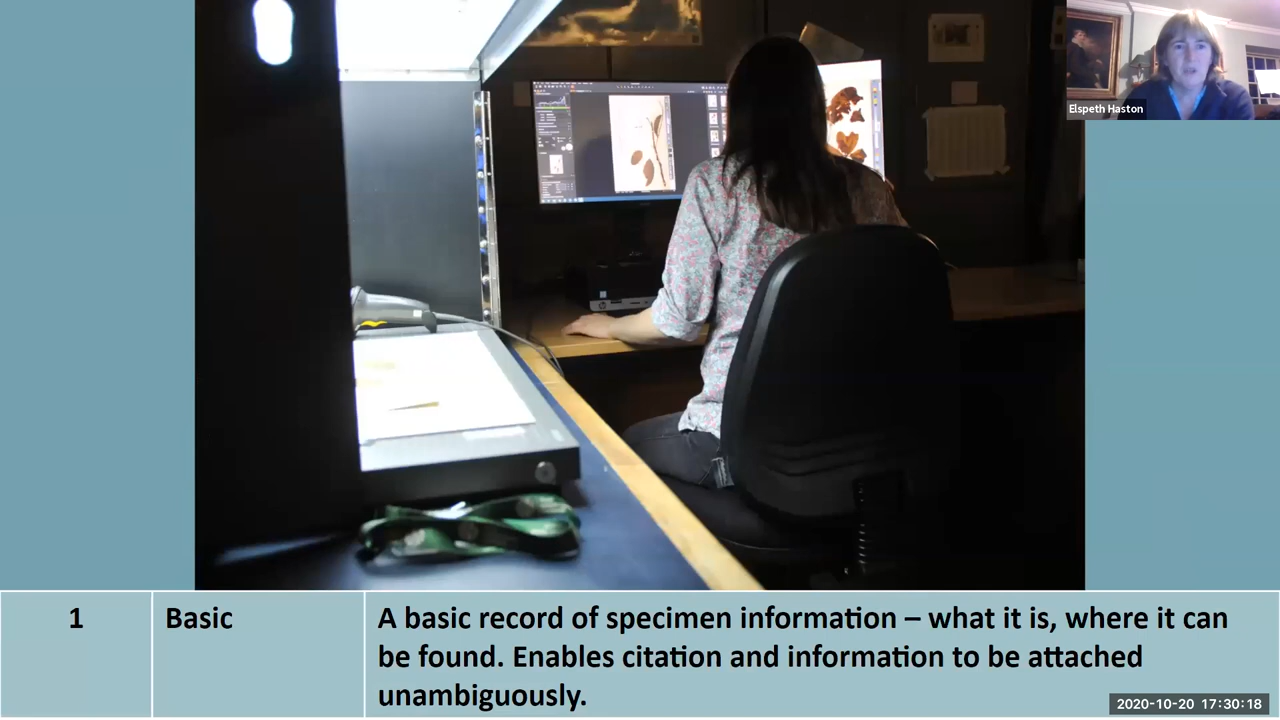 Elspeth Haston
1
Basic
A basic record of specimen information – what it is, where it can
be found. Enables citation and information to be attached
unambiguously.
2020-10-20 17:30:18